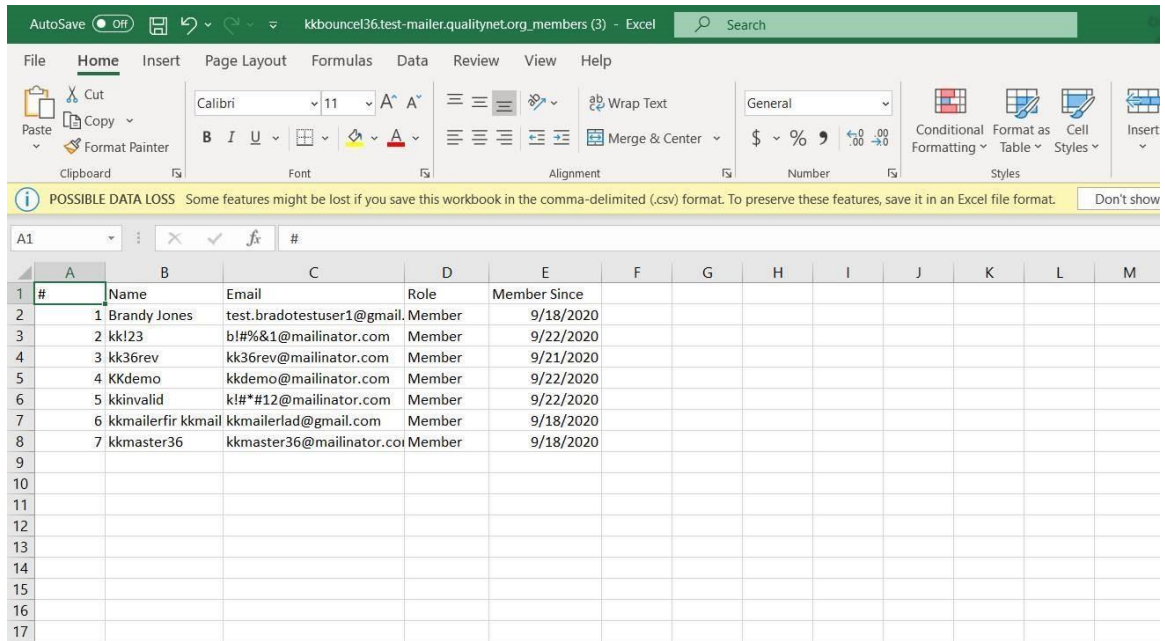 AutoSave Off kkbouncel36.test-mailer.qualitynet.org_members (3) - Excel Search
File Home Insert Page Layout Formulas Data Review View Help
Cut
Copy
Format Painter
Paste
Calibri 11 A^ A˅
B I U A
ab Wrap Text
Merge & Center
General
$ % 9 .00 .0
Conditional Formatting
Format as Table
Cell Styles
Insert
Clipboard Font Alignment Number Styles
POSSIBLE DATA LOSS Some features might be lost if you save this workbook in the comma-delimited (.csv) format. To preserve these features, save it in an Excel file format. Don't show
A1 fx #
A B C D E F G H I J K L M
1 # Name Email Role Member Since
2 1 Brandy Jones test.bradotestuser1@gmail. Member 9/18/2020
3 2 kk!23 b!#%&1@mailinator.com Member 9/22/2020
4 3 kk36rev kk36rev@mailinator.com Member 9/21/2020
5 4 KKdemo kkdemo@mailinator.com Member 9/22/2020
6 5 kkinvalid k!#*#12@mailinator.com Member 9/22/2020
7 6 kkmailerfir kkmail kkmailerlad@gmail.com Member 9/18/2020
8 7 kkmaster36 kkmaster36@mailinator.co Member 9/18/2020
9
10
11
12
13
14
15
16
17